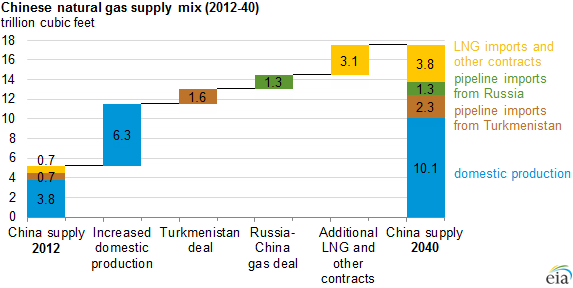 Chinese natural gas supply mix (2012-40)
trillion cubic feet
18
16
14
12
10
8
6
4
2
0
0.7
0.7
3.8
6.3
1.6
1.3
3.1
3.8
1.3
2.3
10.1
LNG imports and
other contracts
pipeline imports
from Russia
pipeline imports
from Turkmenistan
domestic production
China supply
2012
Increased
domestic
production
Turkmenistan
deal
Russia-
China
gas deal
Additional
LNG and
other
contracts
China supply
2040
eia